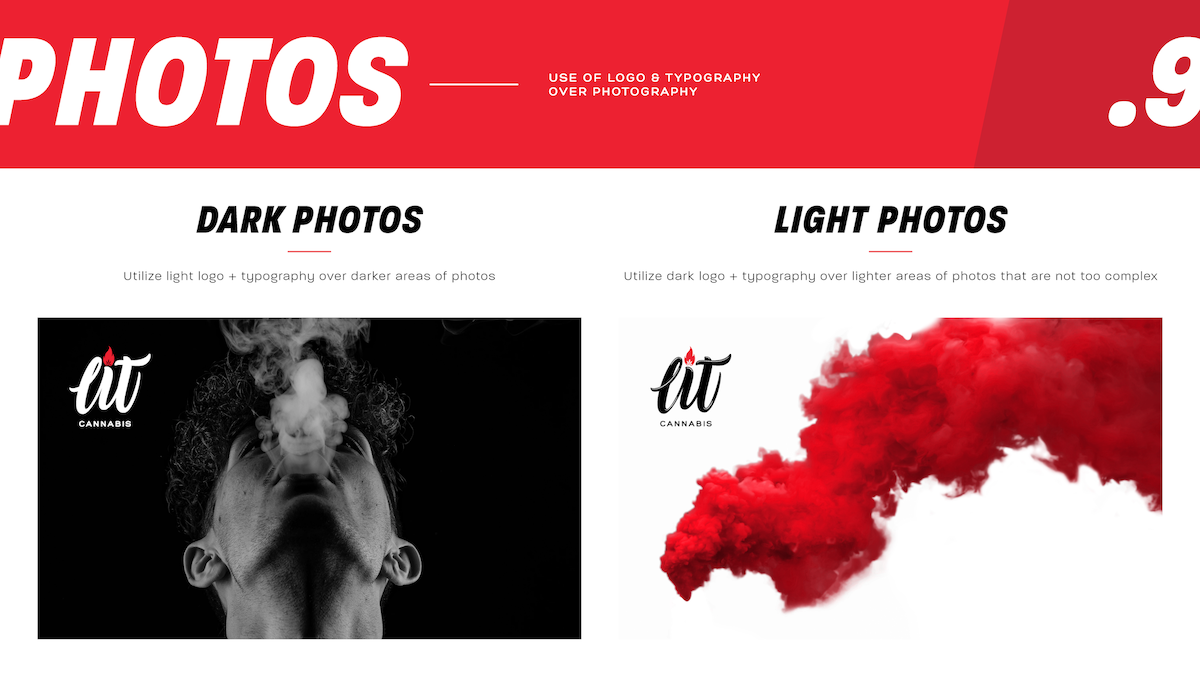 PHOTOS
USE OF LOGO & TYPOGRAPHY
OVER PHOTOGRAPHY
.9
DARK PHOTOS
Utilize light logo + typography over darker areas of photos
lit
CANNABIS
LIGHT PHOTOS
Utilize dark logo + typography over lighter areas of photos that are not too complex
lit
CANNABIS